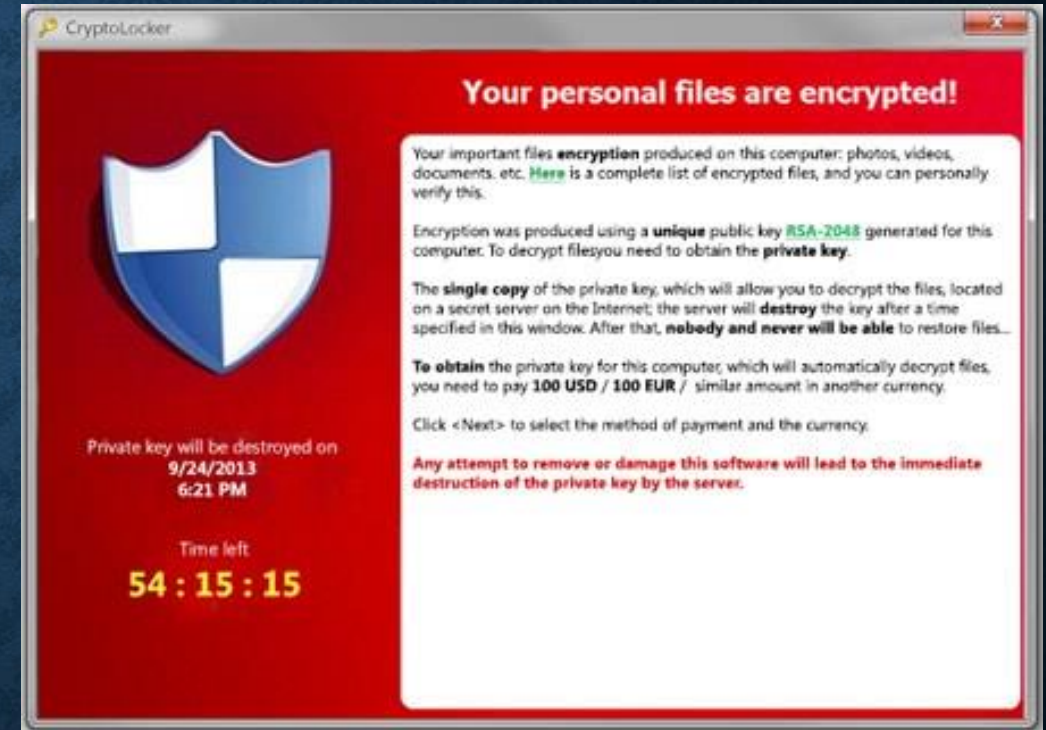 CryptoLocker
Your personal files are encrypted!
Your important files encryption produced on this computer: photos, videos,
documents. etc. Here is a complete list of encrypted files, and you can personally
verify this.
Encryption was produced using a unique public key RSA-2048 generated for this
computer. To decrypt filesyou need to obtain the private key.
The single copy of the private key, which will allow you to decrypt the files, located
on a secret server on the Internet; the server will destroy the key after a time
specified in this window. After that, nobody and never will be able to restore files...
To obtain the private key for this computer, which will automatically decrypt files,
you need to pay 100 USD / 100 EUR / similar amount in another currency.
Click <Next> to select the method of payment and the currency.
Any attempt to remove or damage this software will lead to the immediate
destruction of the private key by the server.
Private key will be destroyed on
9/24/2013
6:21 PM
Time left
54 : 15 : 15